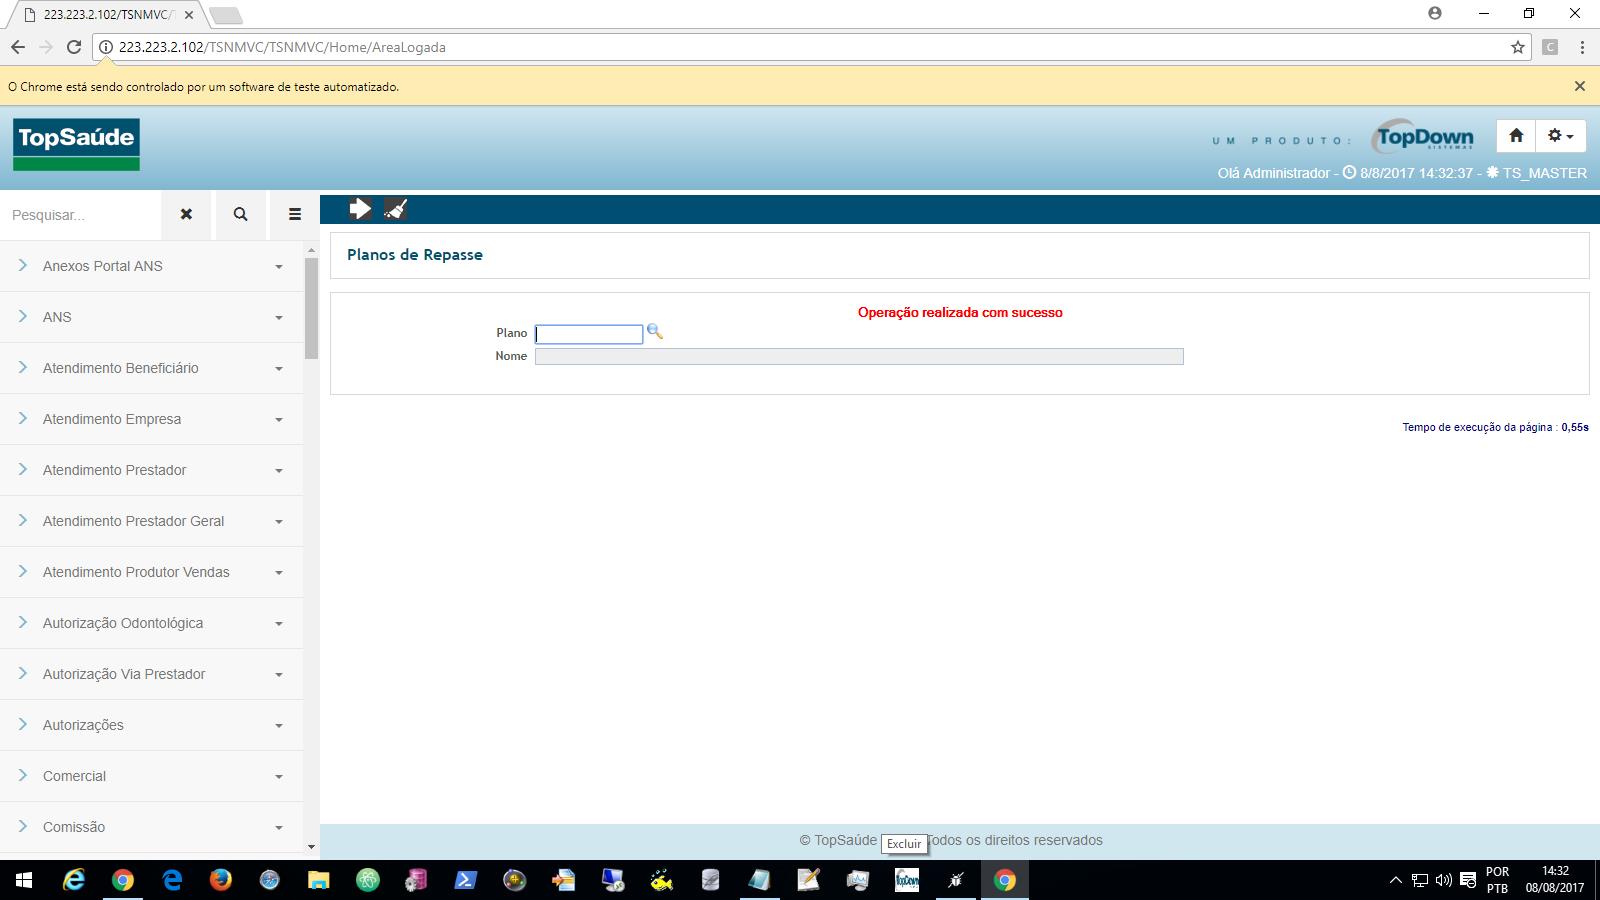 223.223.2.102/TSNMVC/
223.223.2.102/TSNMVC/TSNMVC/Home/AreaLogada
C
O Chrome está sendo controlado por um software de teste automatizado.
TopSaúde
UM PRODUTO:
TopDown
SISTEMAS
Olá Administrador - 8/8/2017 14:32:37 - TS_MASTER
Pesquisar...
Anexos Portal ANS
ANS
Atendimento Beneficiário
Atendimento Empresa
Atendimento Prestador
Atendimento Prestador Geral
Atendimento Produtor Vendas
Autorização Odontológica
Autorização Via Prestador
Autorizações
Comercial
Comissão
Planos de Repasse
Operação realizada com sucesso
Plano
Nome
Tempo de execução da página : 0,55s
© TopSaúde Todos os direitos reservados
Excluir
TopDown
POR
PTB
14:32
08/08/2017